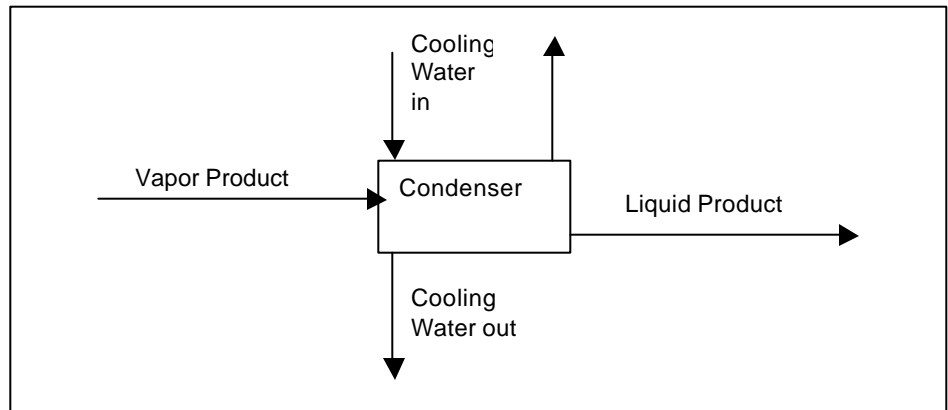 Cooling
Water
in
Vapor Product
Condenser
Liquid Product
Cooling
Water out